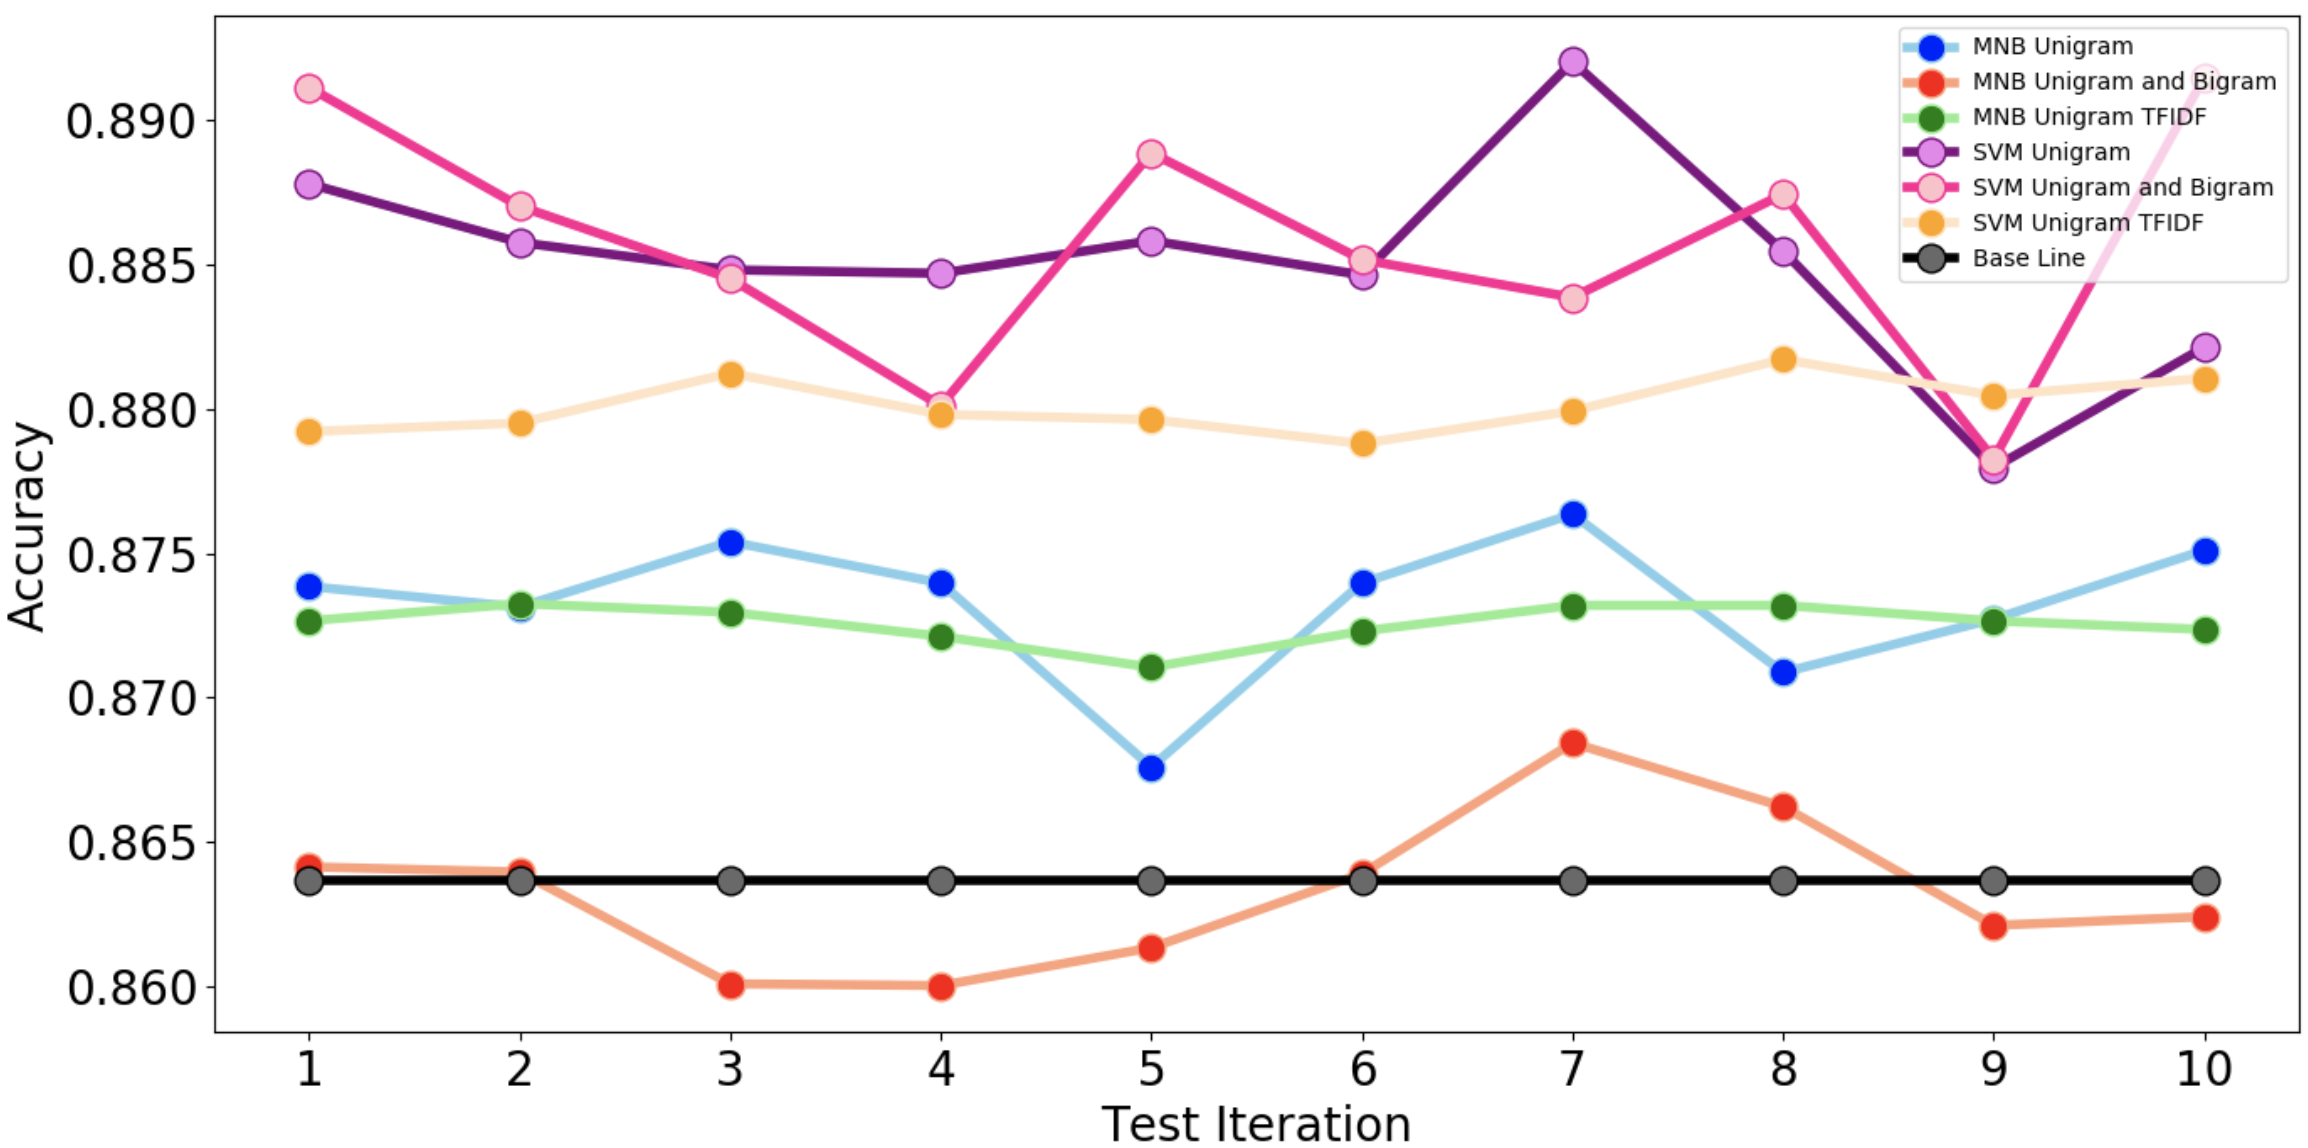 MNB Unigram
MNB Unigram and Bigram
MNB Unigram TFIDF
SVM Unigram
SVM Unigram and Bigram
SVM Unigram TFIDF
Base Line
Accuracy
0.890
0.885
0.880
0.875
0.870
0.865
0.860
1 2 3 4 5 6 7 8 9 10
Test Iteration